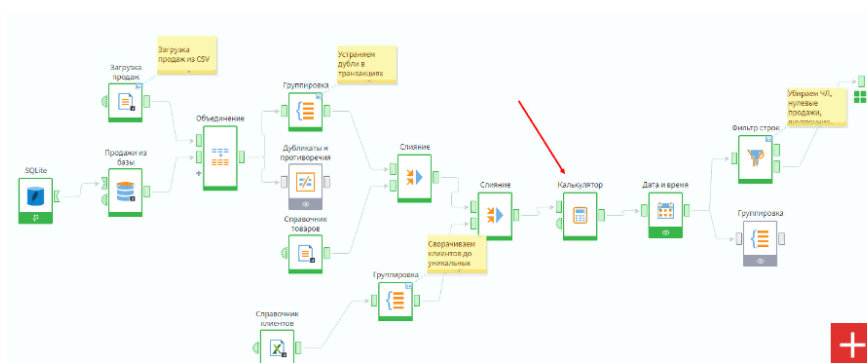 Загрузка
продаж из CSV
Загрузка
продаж
Устраняем
дубли в
транзакциях
Группировка
Объединение
Убираем ЧЛ,
нулевые
продажи,
Фильтр строк
Дубликаты и
противоречия
Слияние
Продажи из
базы
SQLite
Слияние
Калькулятор
Дата и время
Справочник
товаров
Группировка
Сворачиваем
клиентов до
уникальных
Группировка
Справочник
клиентов